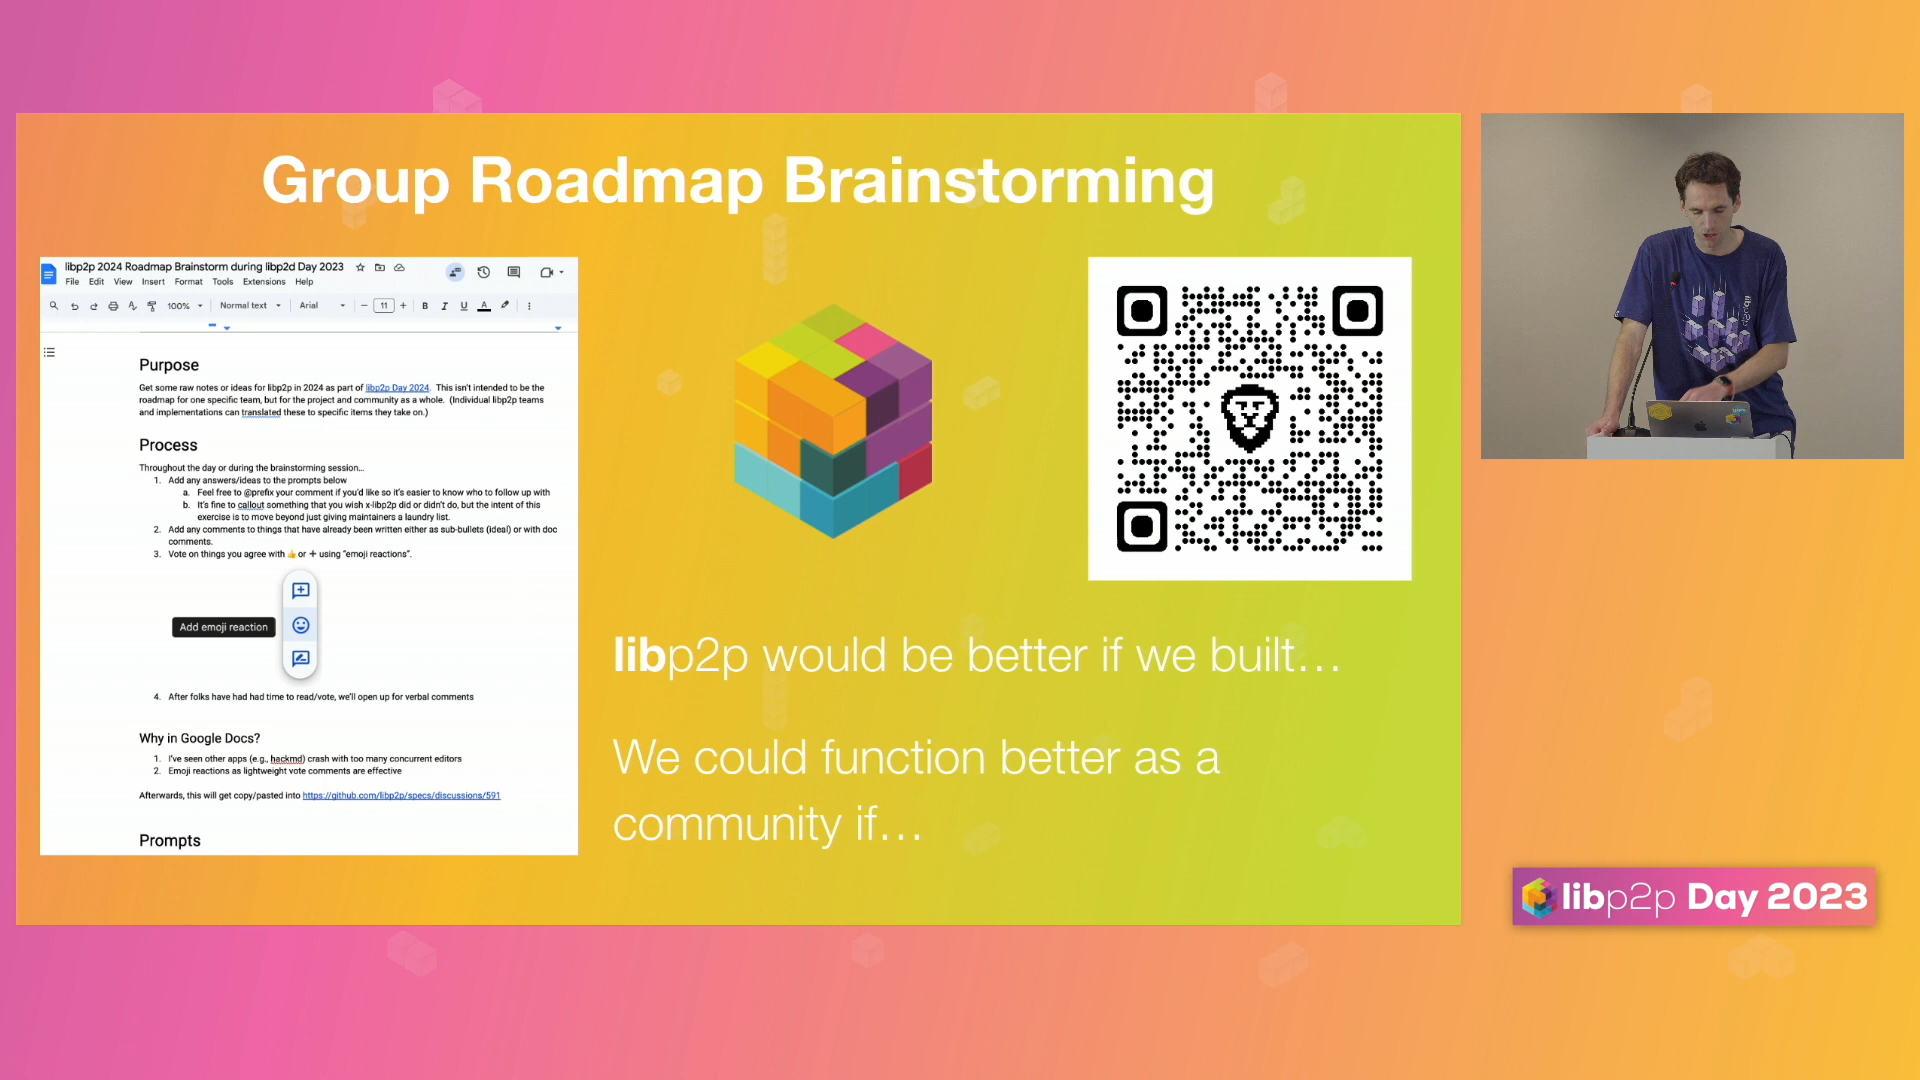 Group Roadmap Brainstorming
libp2p 2024 Roadmap Brainstorm during libp2d Day 2023
File Edit View Insert Format Tools Extensions Help
100% Normal text Arial − 11 + B I U A
Purpose
Get some raw notes or ideas for libp2p in 2024 as part of libp2p Day 2024. This isn't intended to be the
roadmap for one specific team, but for the project and community as a whole. (Individual libp2p teams
and implementations can translated these to specific items they take on.)
Process
Throughout the day or during the brainstorming session...
1. Add any answers/ideas to the prompts below
a. Feel free to @prefix your comment if you'd like so it's easier to know who to follow up with
b. It's fine to callout something that you wish x-libp2p did or didn't do, but the intent of this
exercise is to move beyond just giving maintainers a laundry list.
2. Add any comments to things that have already been written either as sub-bullets (ideal) or with doc
comments.
3. Vote on things you agree with 👍 or + using "emoji reactions".
Add emoji reaction
4. After folks have had had time to read/vote, we'll open up for verbal comments
Why in Google Docs?
1. I've seen other apps (e.g., hackmd) crash with too many concurrent editors
2. Emoji reactions as lightweight vote comments are effective
Afterwards, this will get copy/pasted into https://github.com/libp2p/specs/discussions/591
Prompts
libp2p would be better if we built...
We could function better as a
community if...
libp2p
libp2p Day 2023